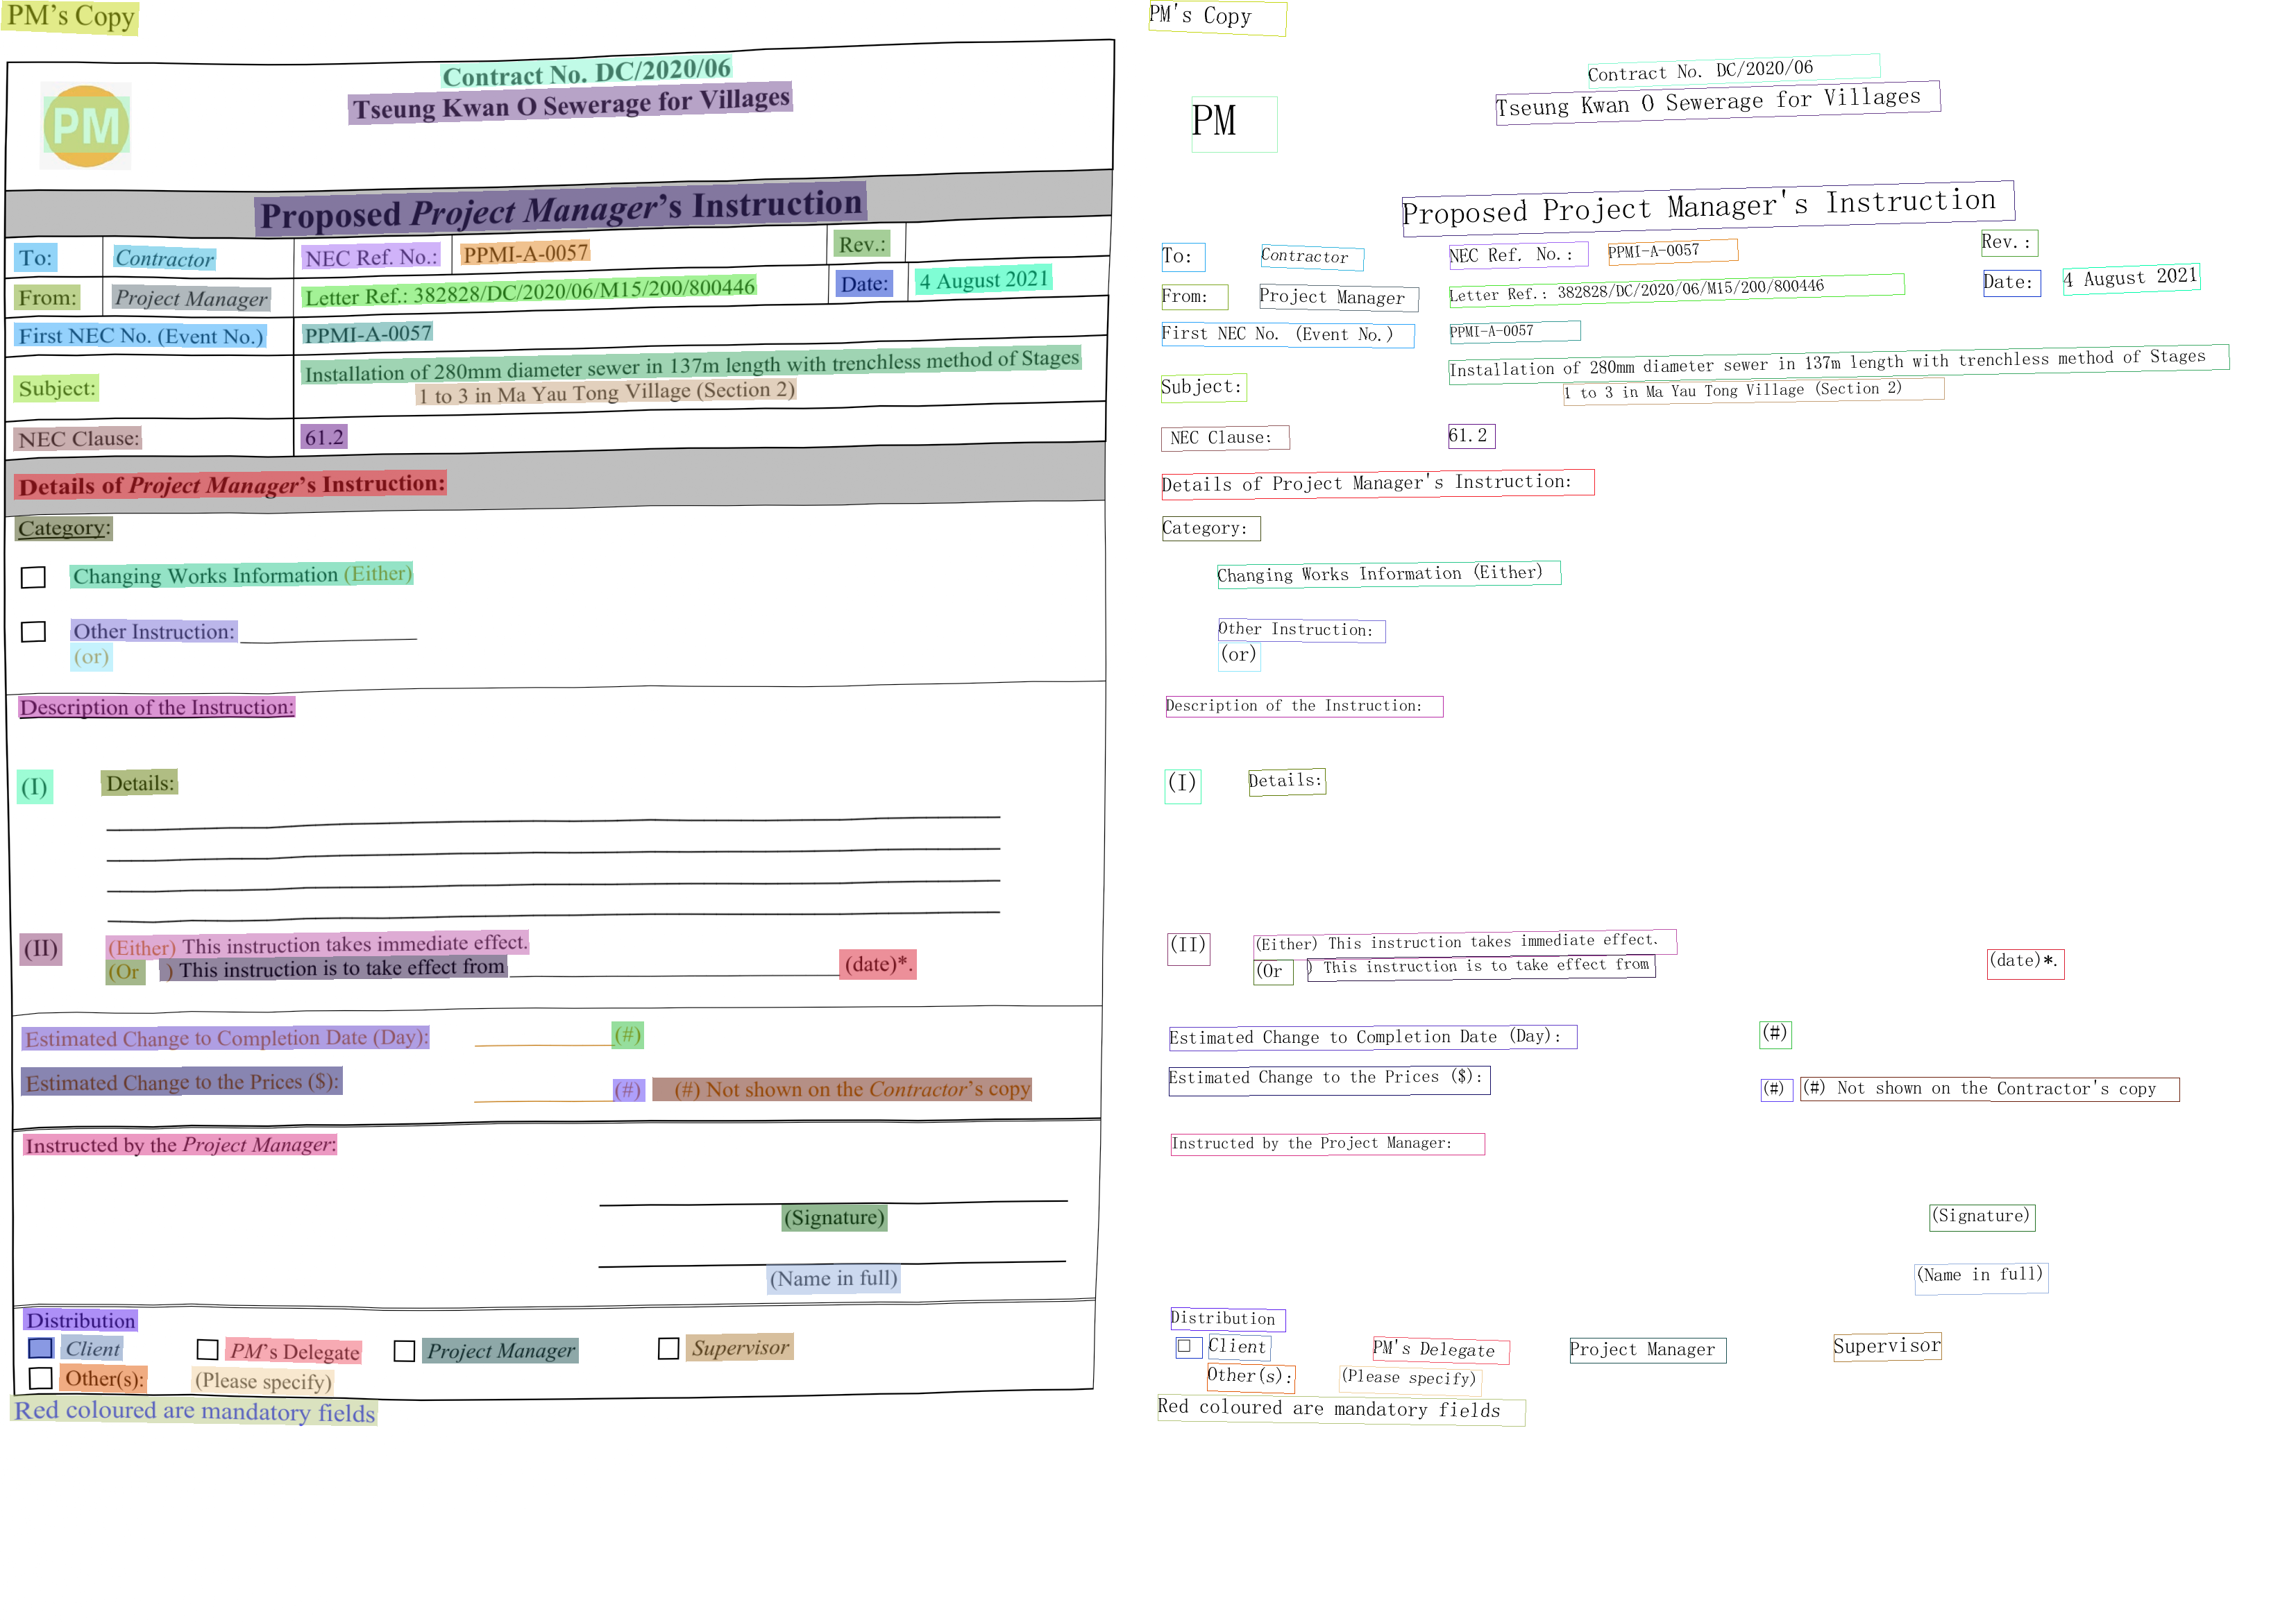 PM's Copy
Contract No. DC/2020/06
Tseung Kwan O Sewerage for Villages
PM
Proposed Project Manager's Instruction
To: Contractor NEC Ref. No.: PPMI-A-0057 Rev.:
From: Project Manager Letter Ref.: 382828/DC/2020/06/M15/200/800446 Date: 4 August 2021
First NEC No. (Event No.) PPMI-A-0057
Subject: Installation of 280mm diameter sewer in 137m length with trenchless method of Stages
1 to 3 in Ma Yau Tong Village (Section 2)
NEC Clause: 61.2
Details of Project Manager's Instruction:
Category:
Changing Works Information (Either)
Other Instruction:
(or)
Description of the Instruction:
(I) Details:
(II) (Either) This instruction takes immediate effect.
(Or ) This instruction is to take effect from (date)*.
Estimated Change to Completion Date (Day): (#)
Estimated Change to the Prices ($): (#) (#) Not shown on the Contractor's copy
Instructed by the Project Manager:
(Signature)
(Name in full)
Distribution
Client PM's Delegate Project Manager Supervisor
Other(s): (Please specify)
Red coloured are mandatory fields
PM's Copy
Contract No. DC/2020/06
Tseung Kwan O Sewerage for Villages
PM
Proposed Project Manager's Instruction
To: Contractor NEC Ref. No.: PPMI-A-0057 Rev.:
From: Project Manager Letter Ref.: 382828/DC/2020/06/M15/200/800446 Date: 4 August 2021
First NEC No. (Event No.) PPMI-A-0057
Subject: Installation of 280mm diameter sewer in 137m length with trenchless method of Stages
1 to 3 in Ma Yau Tong Village (Section 2)
NEC Clause: 61.2
Details of Project Manager's Instruction:
Category:
Changing Works Information (Either)
Other Instruction:
(or)
Description of the Instruction:
(I) Details:
(II) (Either) This instruction takes immediate effect.
(Or ) This instruction is to take effect from (date)*.
Estimated Change to Completion Date (Day): (#)
Estimated Change to the Prices ($): (#) (#) Not shown on the Contractor's copy
Instructed by the Project Manager:
(Signature)
(Name in full)
Distribution
□ Client PM's Delegate Project Manager Supervisor
Other(s): (Please specify)
Red coloured are mandatory fields